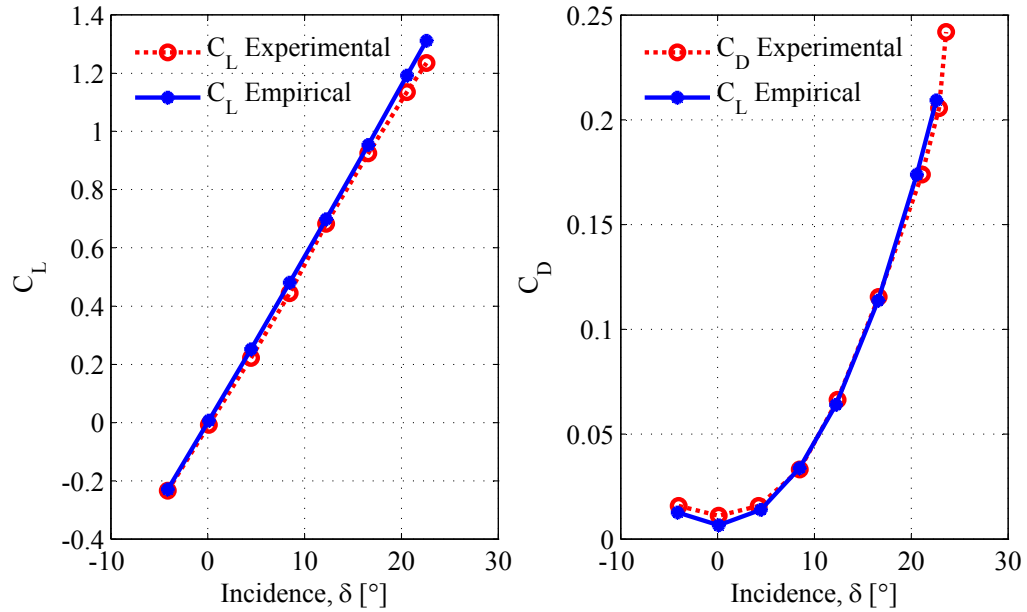 1.4
1.2
1
0.8
0.6
0.4
0.2
0
-0.2
-0.4
C_L
C_L Experimental
C_L Empirical
-10 0 10 20 30
Incidence, δ [°]
0.25
0.2
0.15
0.1
0.05
0
C_D
C_D Experimental
C_L Empirical
-10 0 10 20 30
Incidence, δ [°]